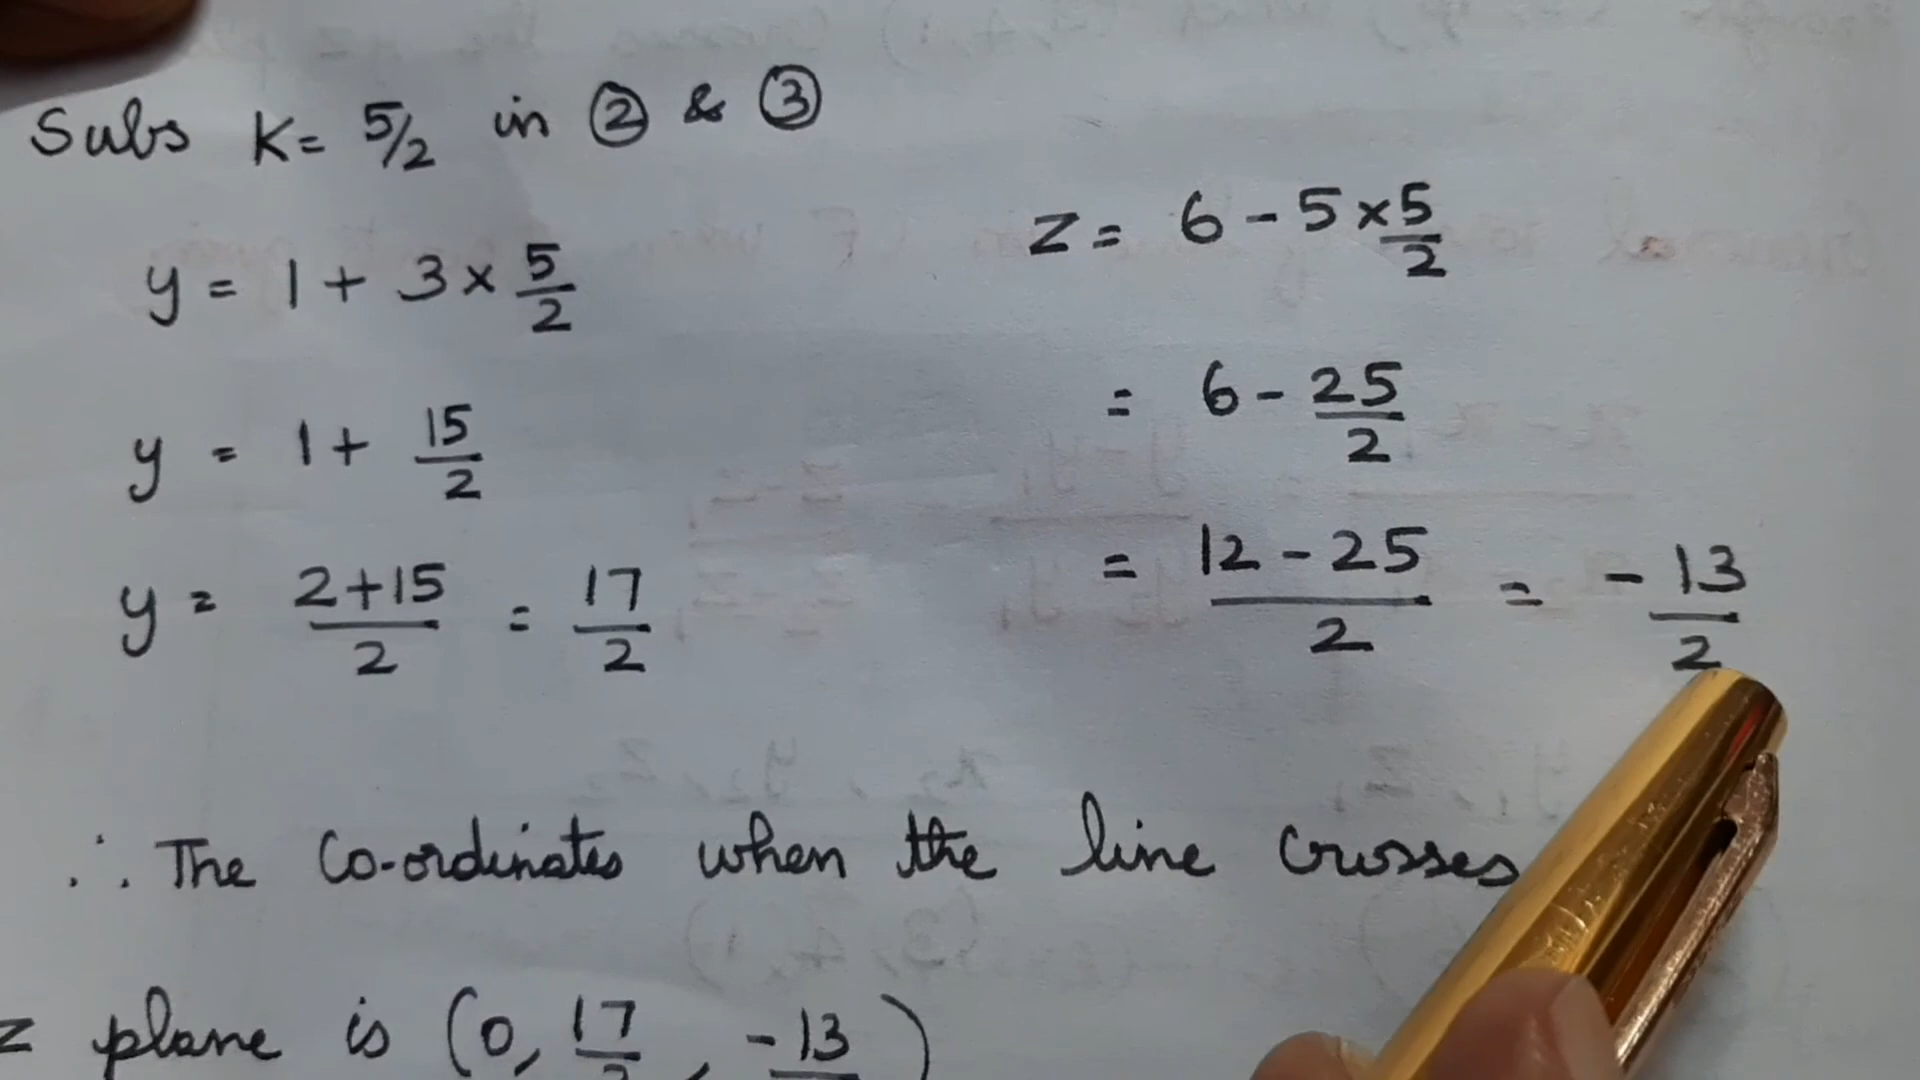 Subs K = 5/2 in ② & ③
y = 1 + 3 × 5/2
y = 1 + 15/2
y = (2+15)/2 = 17/2
z = 6 - 5 × 5/2
= 6 - 25/2
= (12 - 25)/2 = -13/2
∴ The Co-ordinates when the line crosses
z plane is (0, 17/2, -13